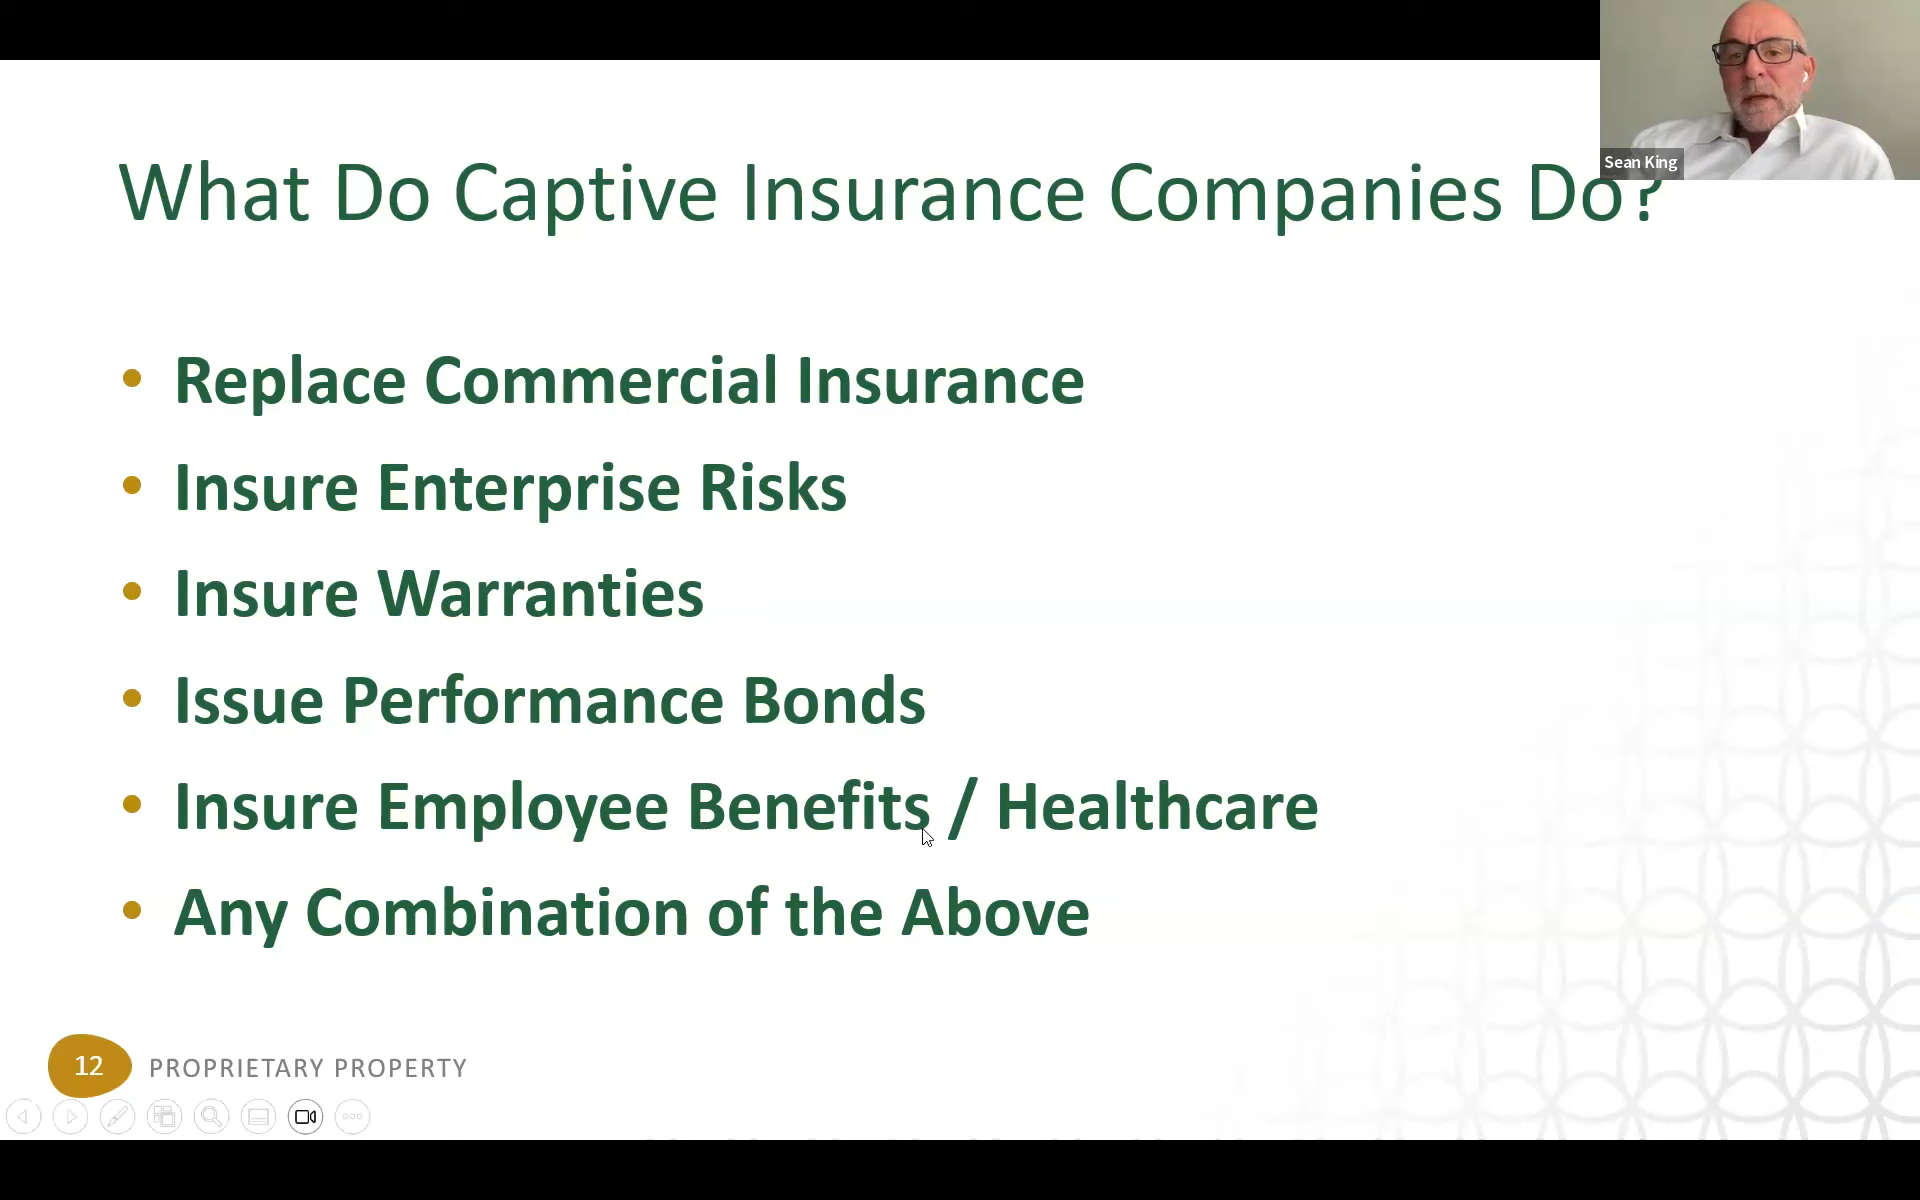 Sean King
What Do Captive Insurance Companies Do?
• Replace Commercial Insurance
• Insure Enterprise Risks
• Insure Warranties
• Issue Performance Bonds
• Insure Employee Benefits / Healthcare
• Any Combination of the Above
12 PROPRIETARY PROPERTY